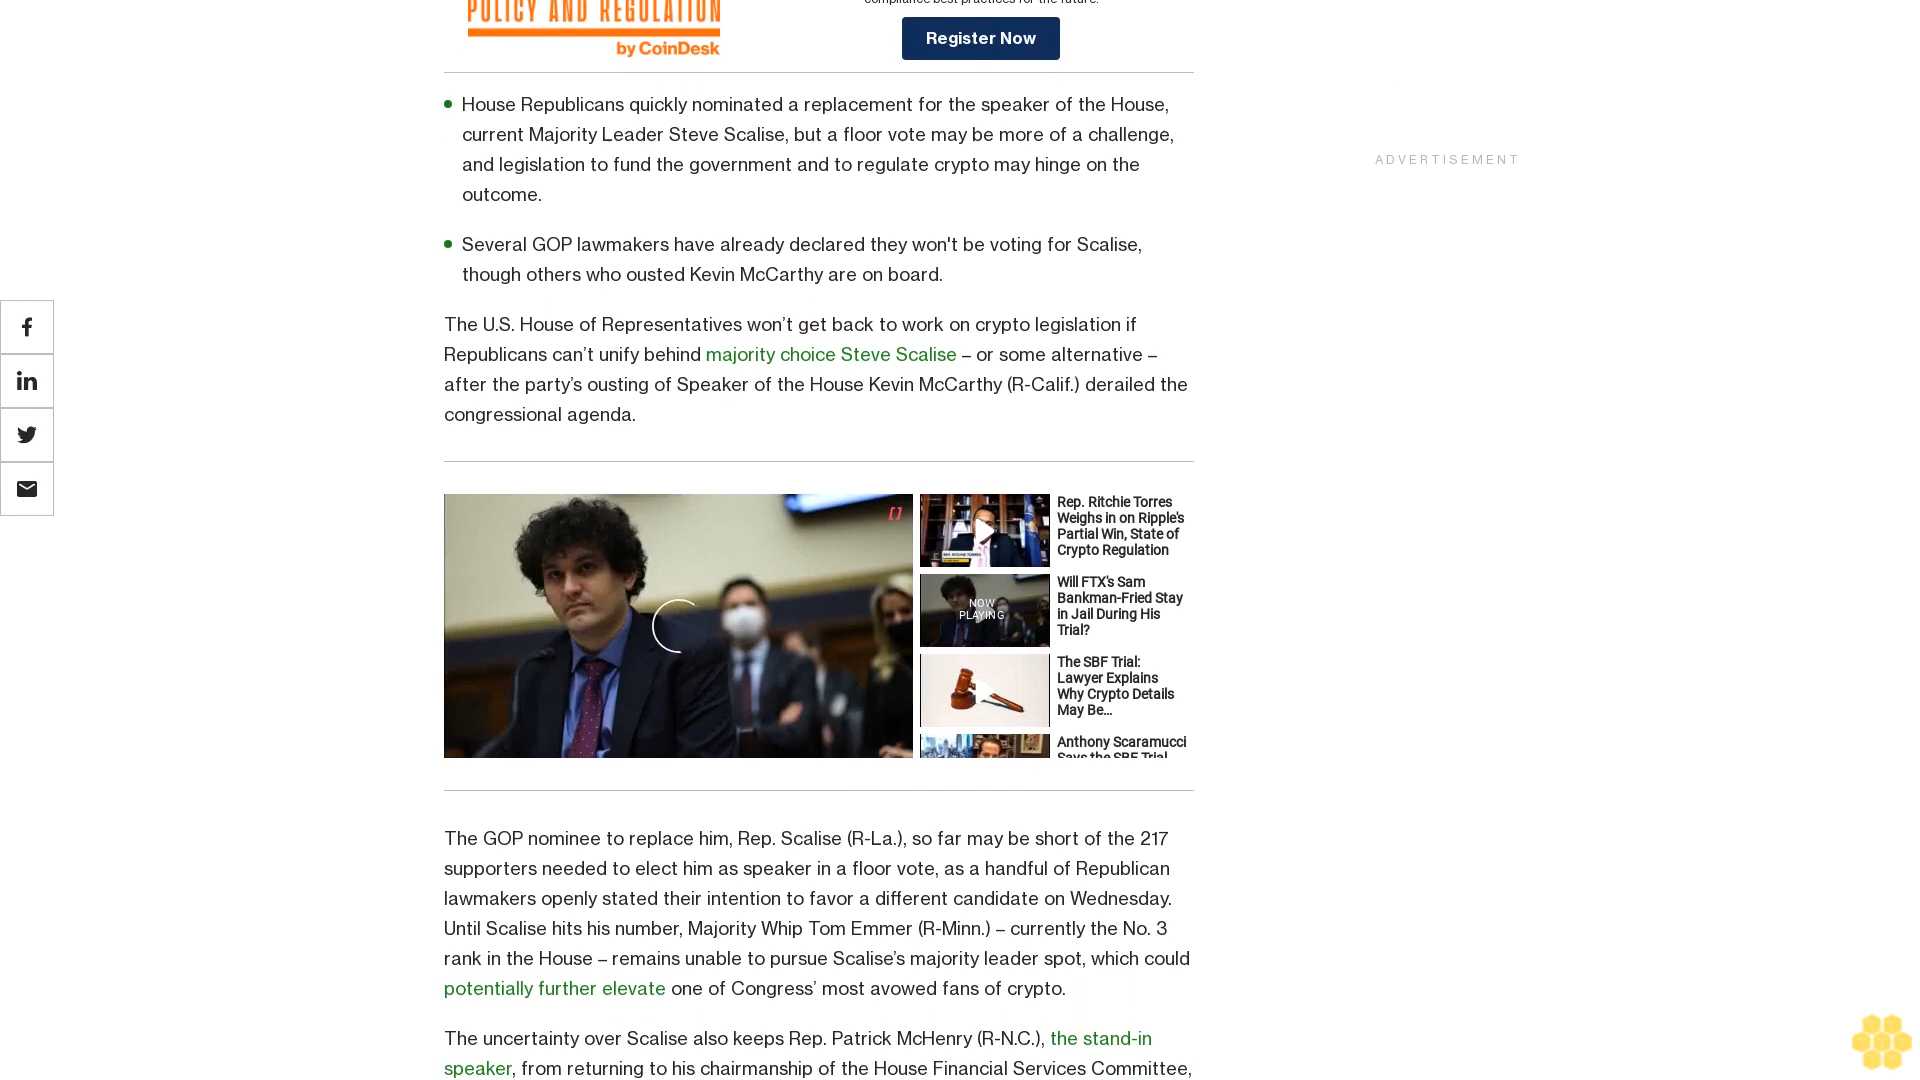 POLICY AND REGULATION
by CoinDesk
compliance best practices for the future.
Register Now
House Republicans quickly nominated a replacement for the speaker of the House,
current Majority Leader Steve Scalise, but a floor vote may be more of a challenge,
and legislation to fund the government and to regulate crypto may hinge on the
outcome.
ADVERTISEMENT
Several GOP lawmakers have already declared they won't be voting for Scalise,
though others who ousted Kevin McCarthy are on board.
The U.S. House of Representatives won’t get back to work on crypto legislation if
Republicans can’t unify behind majority choice Steve Scalise – or some alternative –
after the party’s ousting of Speaker of the House Kevin McCarthy (R-Calif.) derailed the
congressional agenda.
Rep. Ritchie Torres
Weighs in on Ripple's
Partial Win, State of
Crypto Regulation
NOW
PLAYING
Will FTX's Sam
Bankman-Fried Stay
in Jail During His
Trial?
The SBF Trial:
Lawyer Explains
Why Crypto Details
May Be...
Anthony Scaramucci
Says the SBF Trial
The GOP nominee to replace him, Rep. Scalise (R-La.), so far may be short of the 217
supporters needed to elect him as speaker in a floor vote, as a handful of Republican
lawmakers openly stated their intention to favor a different candidate on Wednesday.
Until Scalise hits his number, Majority Whip Tom Emmer (R-Minn.) – currently the No. 3
rank in the House – remains unable to pursue Scalise’s majority leader spot, which could
potentially further elevate one of Congress’ most avowed fans of crypto.
The uncertainty over Scalise also keeps Rep. Patrick McHenry (R-N.C.), the stand-in
speaker, from returning to his chairmanship of the House Financial Services Committee,